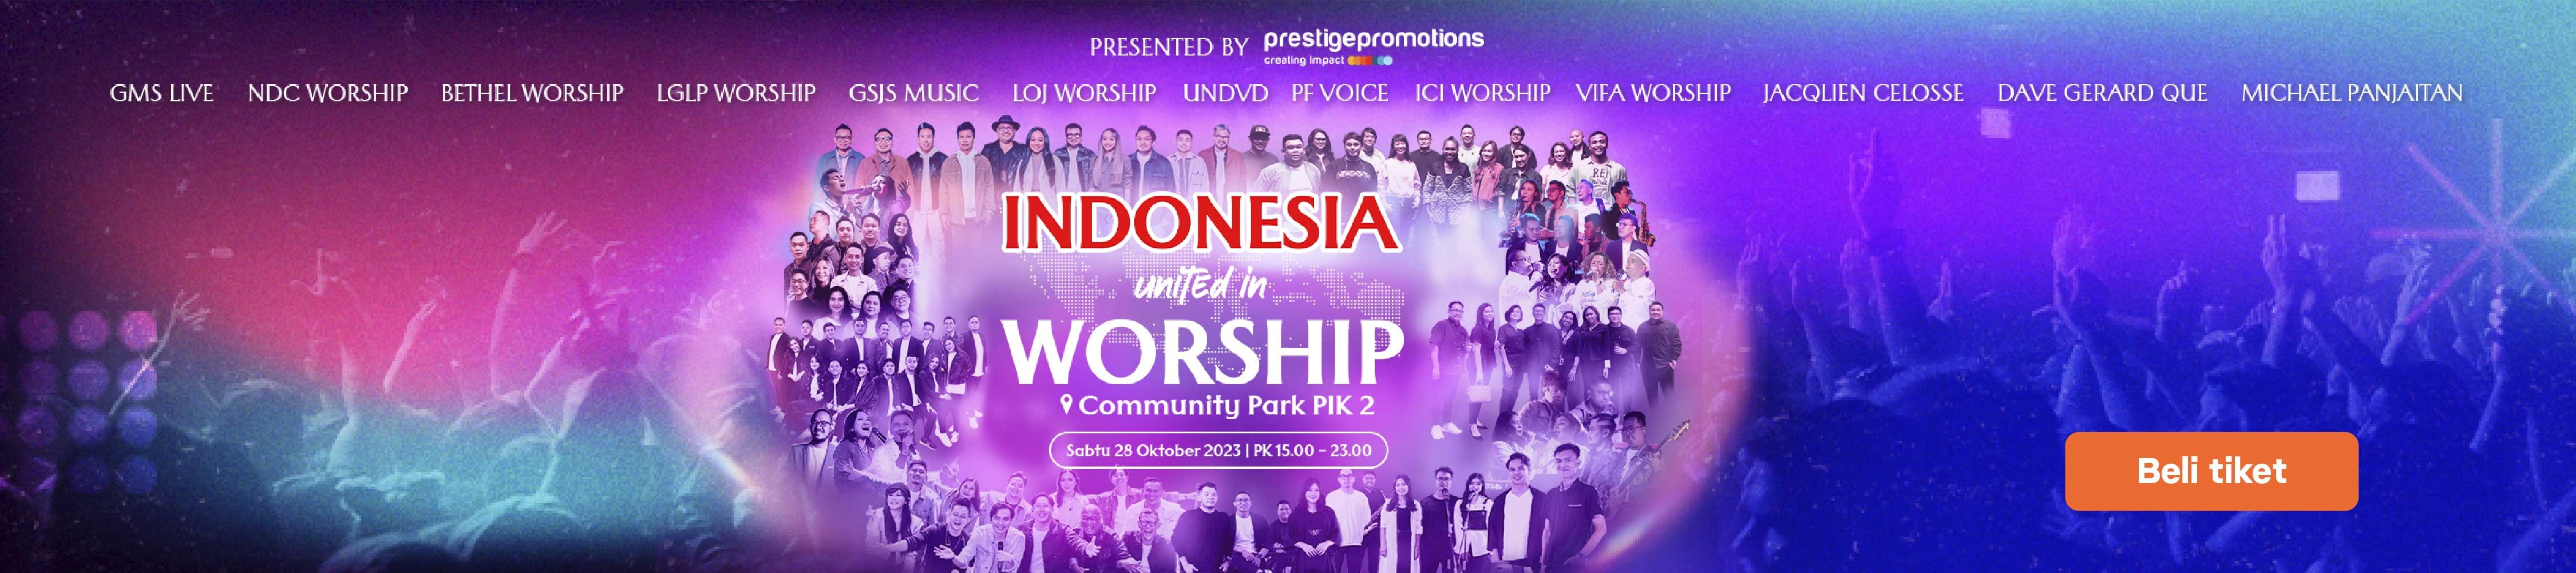 PRESENTED BY prestigepromotions
creating impact
GMS LIVE NDC WORSHIP BETHEL WORSHIP LGLP WORSHIP GSJS MUSIC LOJ WORSHIP UNDVD PF VOICE ICI WORSHIP VIFA WORSHIP JACQLIEN CELOSSE DAVE GERARD QUE MICHAEL PANJAITAN
INDONESIA
united in
WORSHIP
Community Park PIK 2
Sabtu 28 Oktober 2023 | PK 15.00 - 23.00
Beli tiket